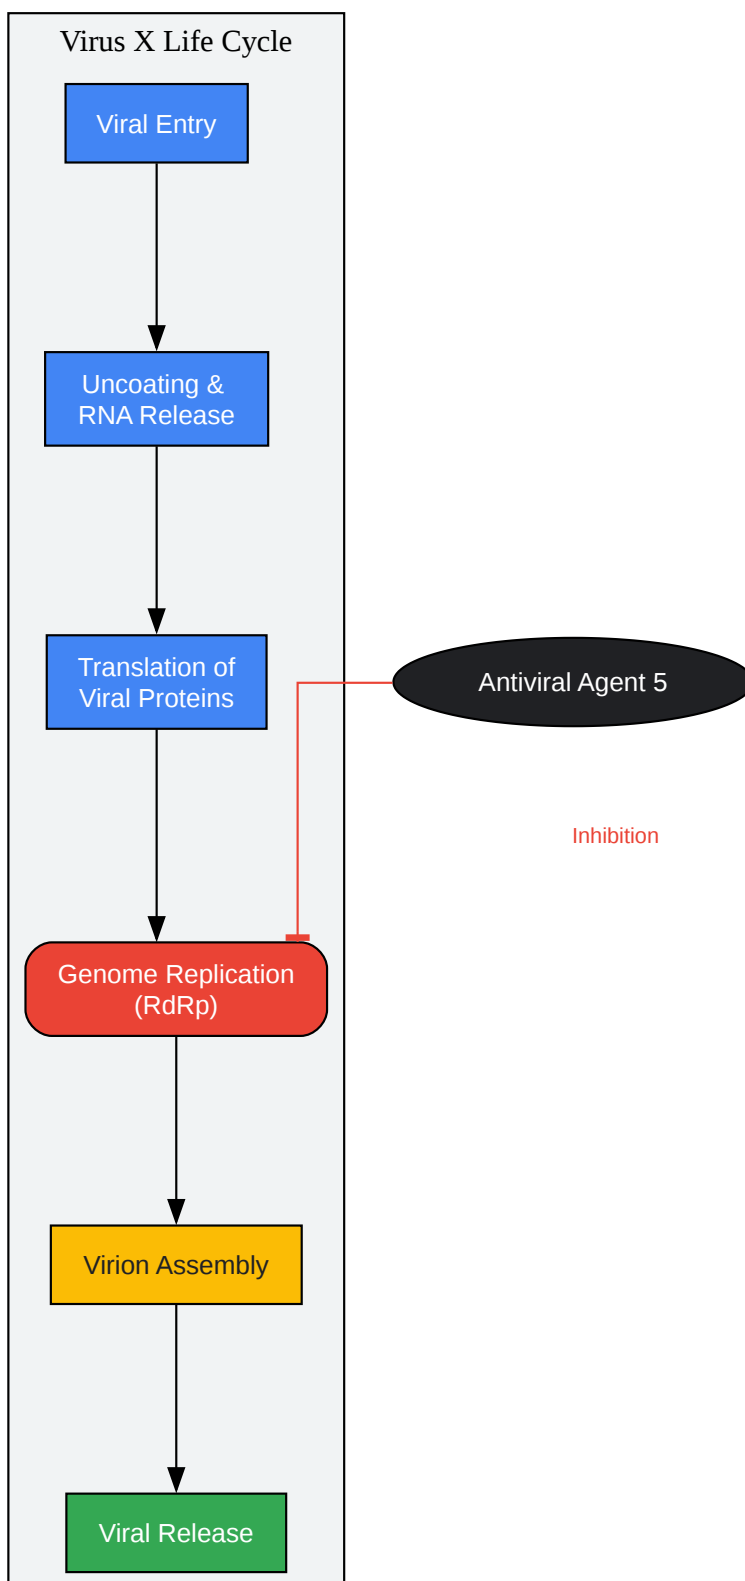 Virus X Life Cycle
Viral Entry
Uncoating &
RNA Release
Translation of
Viral Proteins
Antiviral Agent 5
Inhibition
Genome Replication
(RdRp)
Virion Assembly
Viral Release